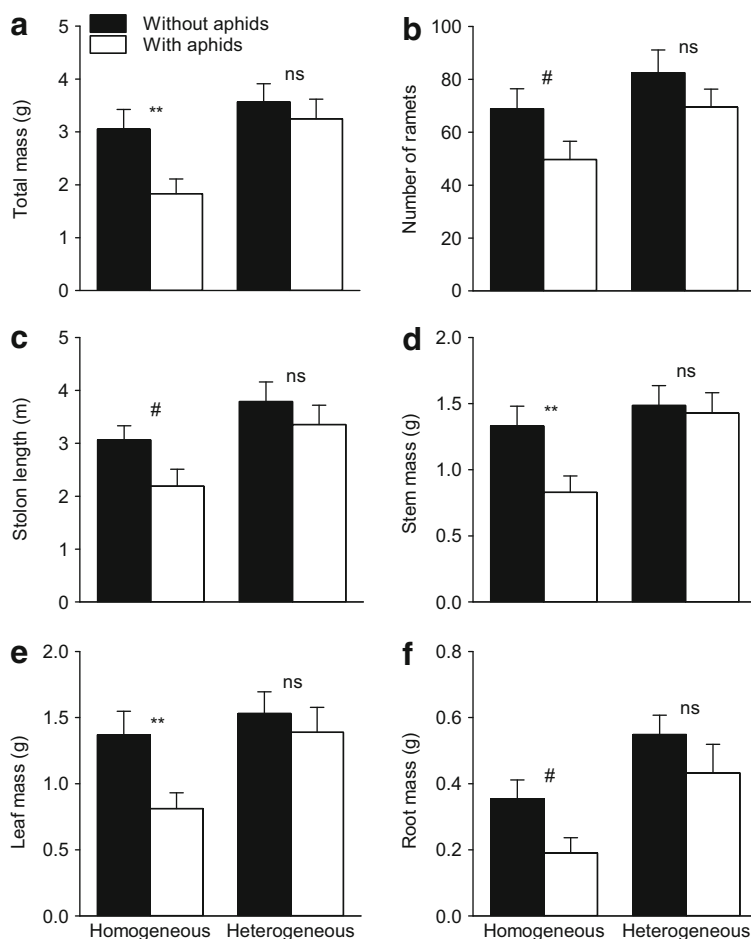 a
Without aphids
With aphids
Total mass (g)
5
4
3
2
1
0
**
ns
b
Number of ramets
100
80
60
40
20
0
#
ns
c
Stolon length (m)
5
4
3
2
1
0
#
ns
d
Stem mass (g)
2.0
1.5
1.0
0.5
0.0
**
ns
e
Leaf mass (g)
2.0
1.5
1.0
0.5
0.0
**
ns
Homogeneous Heterogeneous
f
Root mass (g)
0.8
0.6
0.4
0.2
0.0
#
ns
Homogeneous Heterogeneous